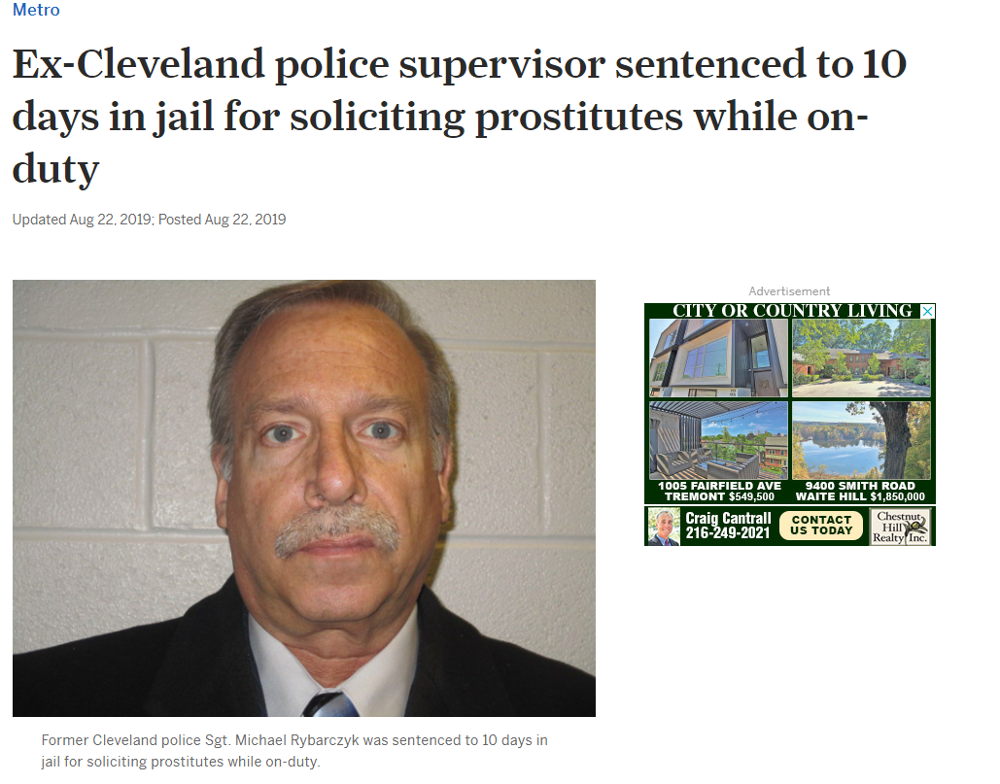 Metro
Ex-Cleveland police supervisor sentenced to 10
days in jail for soliciting prostitutes while on-
duty
Updated Aug 22, 2019; Posted Aug 22, 2019
Former Cleveland police Sgt. Michael Rybarczyk was sentenced to 10 days in
jail for soliciting prostitutes while on-duty.
Advertisement
CITY OR COUNTRY LIVING
1005 FAIRFIELD AVE
TREMONT $549,500
9400 SMITH ROAD
WAITE HILL $1,850,000
Craig Cantrall
216-249-2021
CONTACT
US TODAY
Chestnut
Hill
Realty Inc.